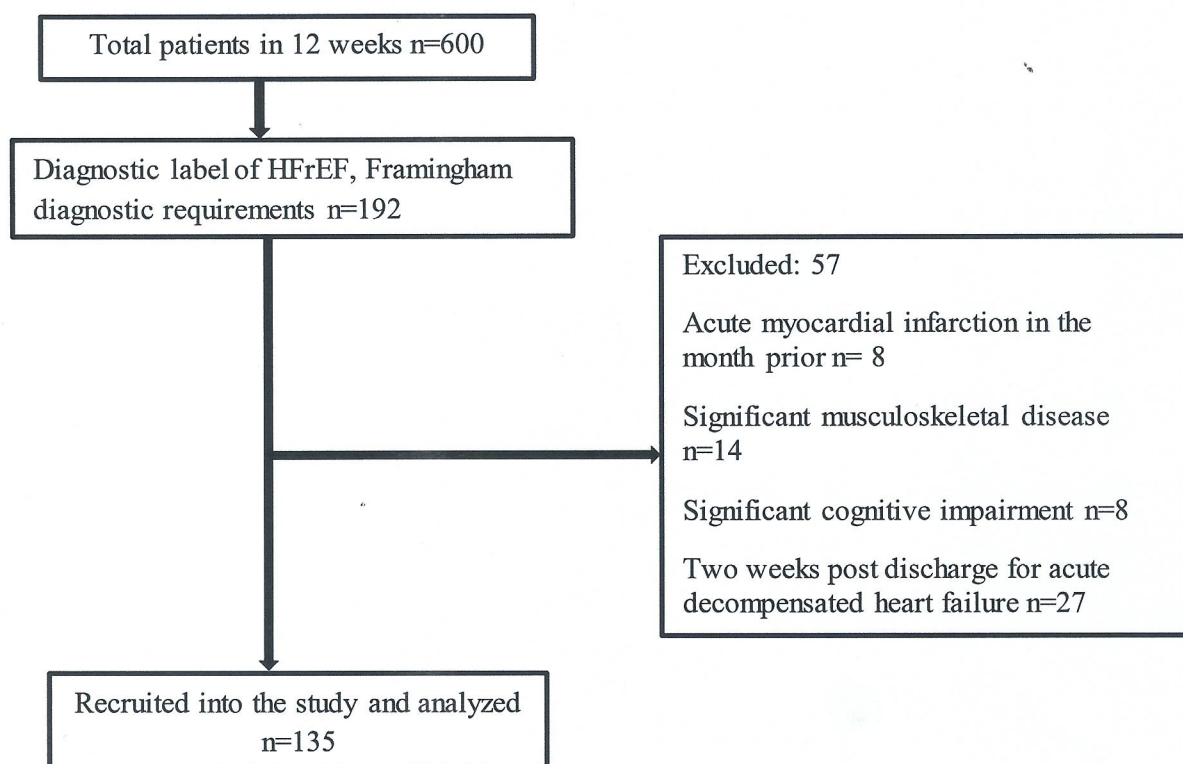 Total patients in 12 weeks n=600
Diagnostic label of HFrEF, Framingham
diagnostic requirements n=192
Excluded: 57
Acute myocardial infarction in the
month prior n= 8
Significant musculoskeletal disease
n=14
Significant cognitive impairment n=8
Two weeks post discharge for acute
decompensated heart failure n=27
Recruited into the study and analyzed
n=135